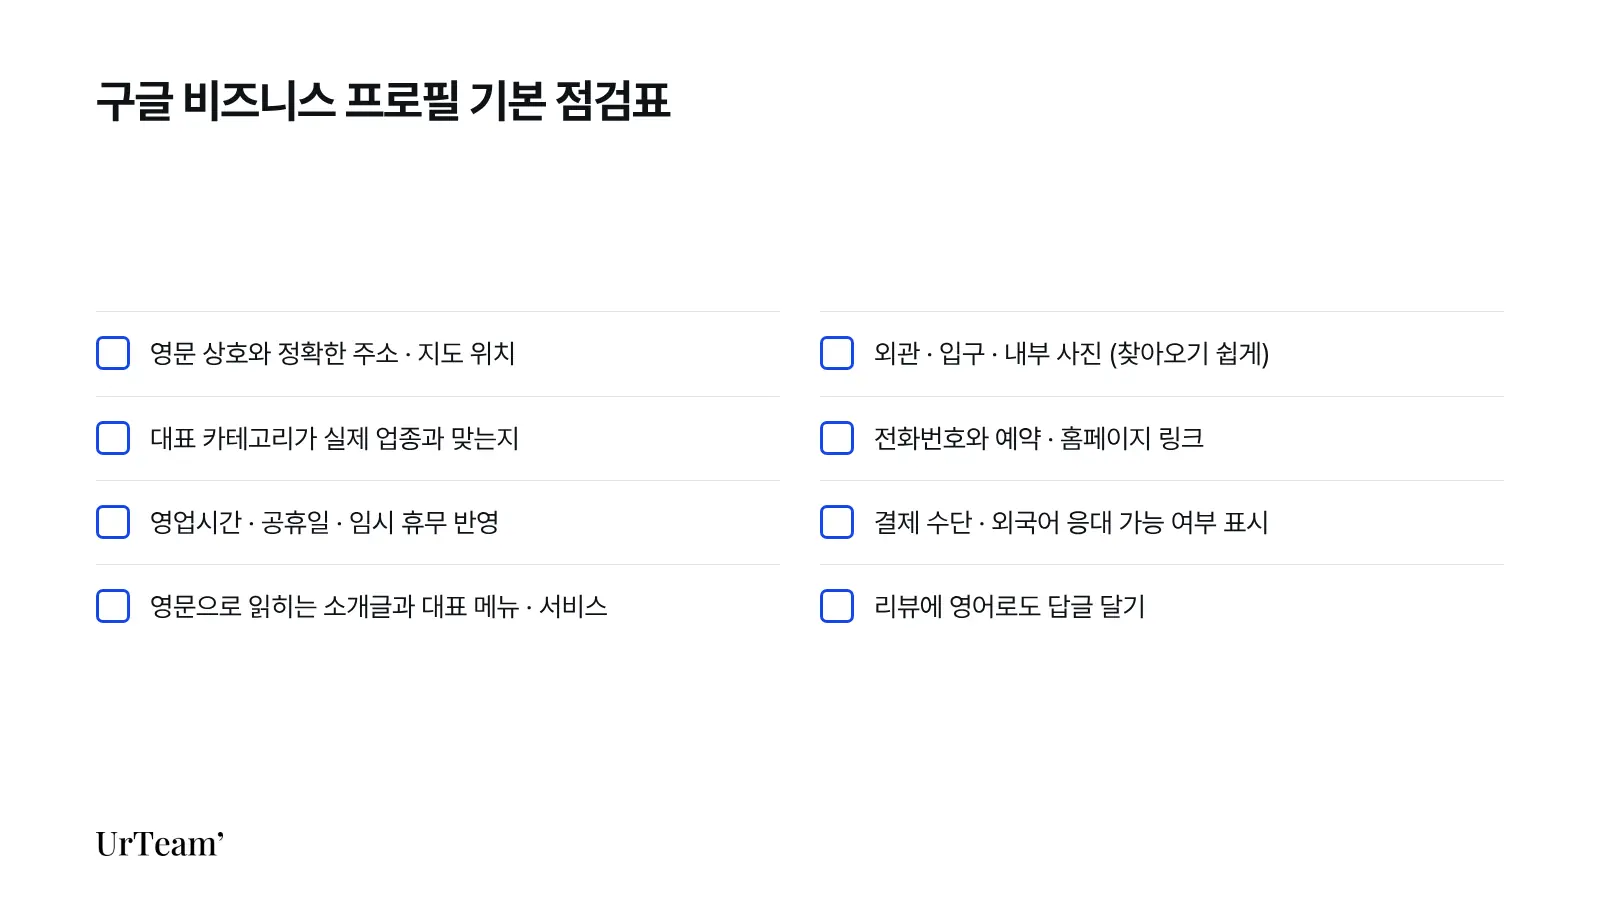 구글 비즈니스 프로필 기본 점검표
영문 상호와 정확한 주소 · 지도 위치
대표 카테고리가 실제 업종과 맞는지
영업시간 · 공휴일 · 임시 휴무 반영
영문으로 읽히는 소개글과 대표 메뉴 · 서비스
외관 · 입구 · 내부 사진 (찾아오기 쉽게)
전화번호와 예약 · 홈페이지 링크
결제 수단 · 외국어 응대 가능 여부 표시
리뷰에 영어로도 답글 달기
UrTeam’